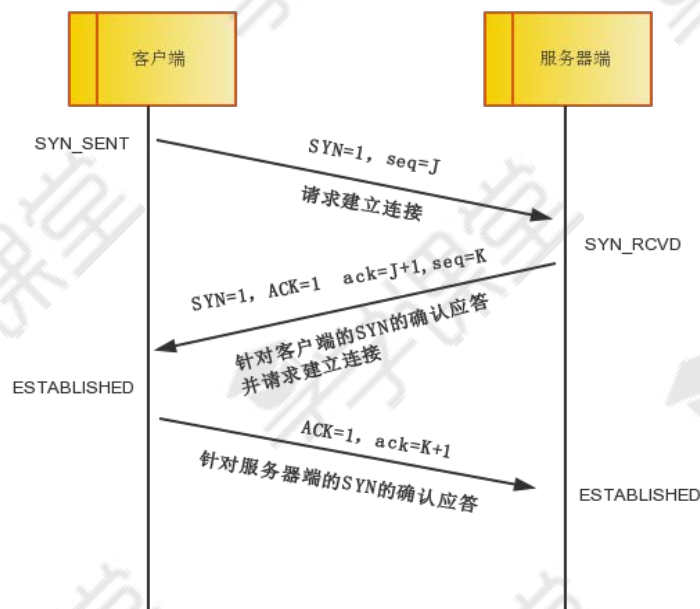 客户端
服务器端
SYN_SENT
SYN=1, seq=J
请求建立连接
SYN_RCVD
SYN=1, ACK=1 ack=J+1,seq=K
针对客户端的SYN的确认应答
并请求建立连接
ESTABLISHED
ACK=1, ack=K+1
针对服务器端的SYN的确认应答
ESTABLISHED